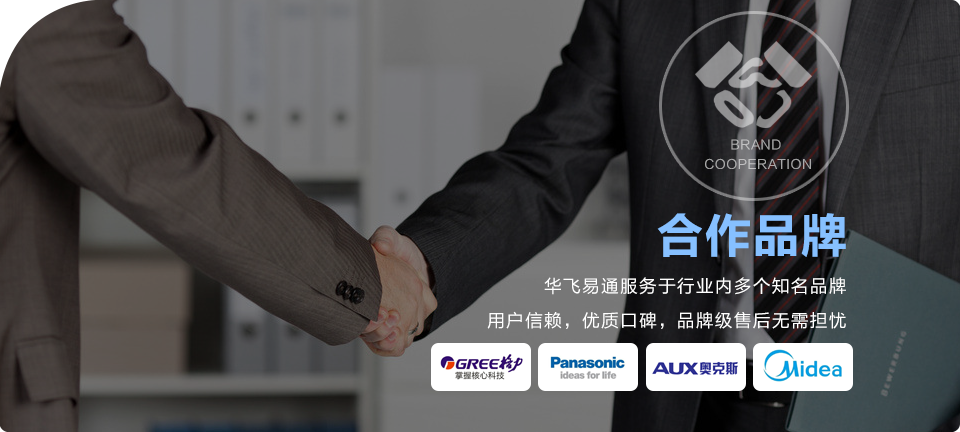 BRAND
COOPERATION
合作品牌
华飞易通服务于行业内多个知名品牌
用户信赖，优质口碑，品牌级售后无需担忧
GREE格力
掌握核心科技
Panasonic
ideas for life
AUX奥克斯
Midea
BEWERBUNG